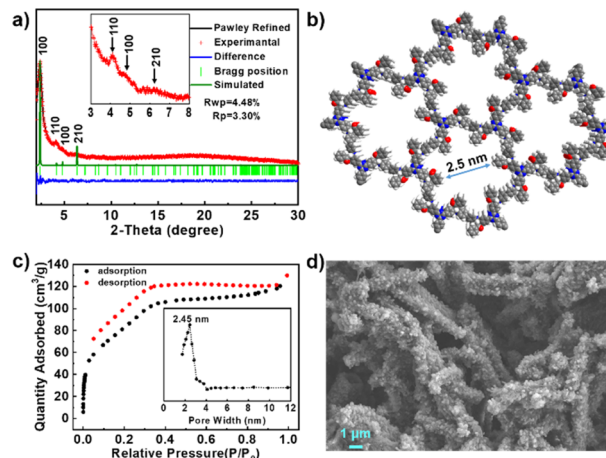 a)
100
110
100
210
110
100
210
3 4 5 6 7 8
Pawley Refined
Experimantal
Difference
Bragg position
Simulated
Rwp=4.48%
Rp=3.30%
5 10 15 20 25 30
2-Theta (degree)
b)
2.5 nm
c)
adsorption
desorption
140
120
100
80
60
40
20
0
Quantity Adsorbed (cm³/g)
2.45 nm
0 2 4 6 8 10 12
Pore Width (nm)
0.0 0.2 0.4 0.6 0.8 1.0
Relative Pressure(P/P₀)
d)
1 µm